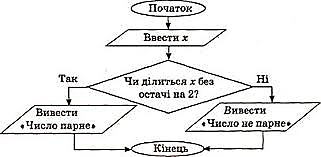 Початок
Ввести x
Так
Чи ділиться x без
остачі на 2?
Ні
Вивести
«Число парне»
Вивести
«Число не парне»
Кінець